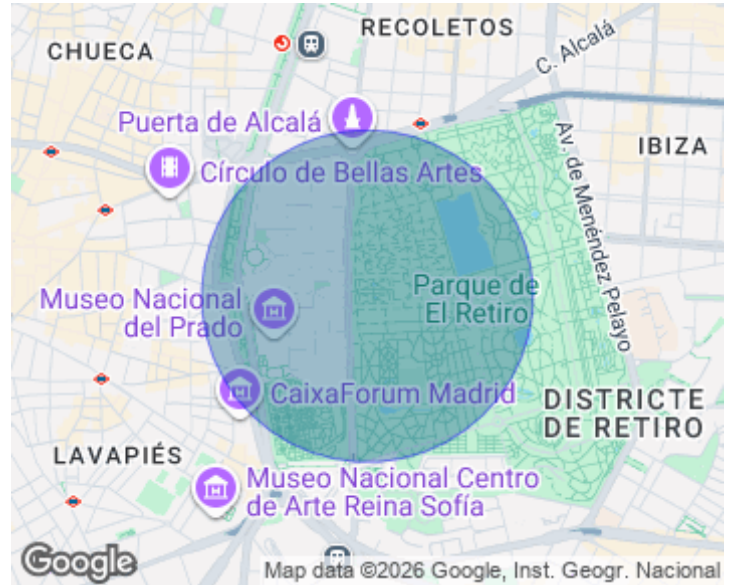 RECOLETOS
CHUECA
C. Alcalá
Puerta de Alcalá
IBIZA
Círculo de Bellas Artes
Av. de Menéndez Pelayo
Museo Nacional
del Prado
Parque de
El Retiro
CaixaForum Madrid
DISTRICTE
DE RETIRO
LAVAPIÉS
Museo Nacional Centro
de Arte Reina Sofía
Google
Map data ©2026 Google, Inst. Geogr. Nacional